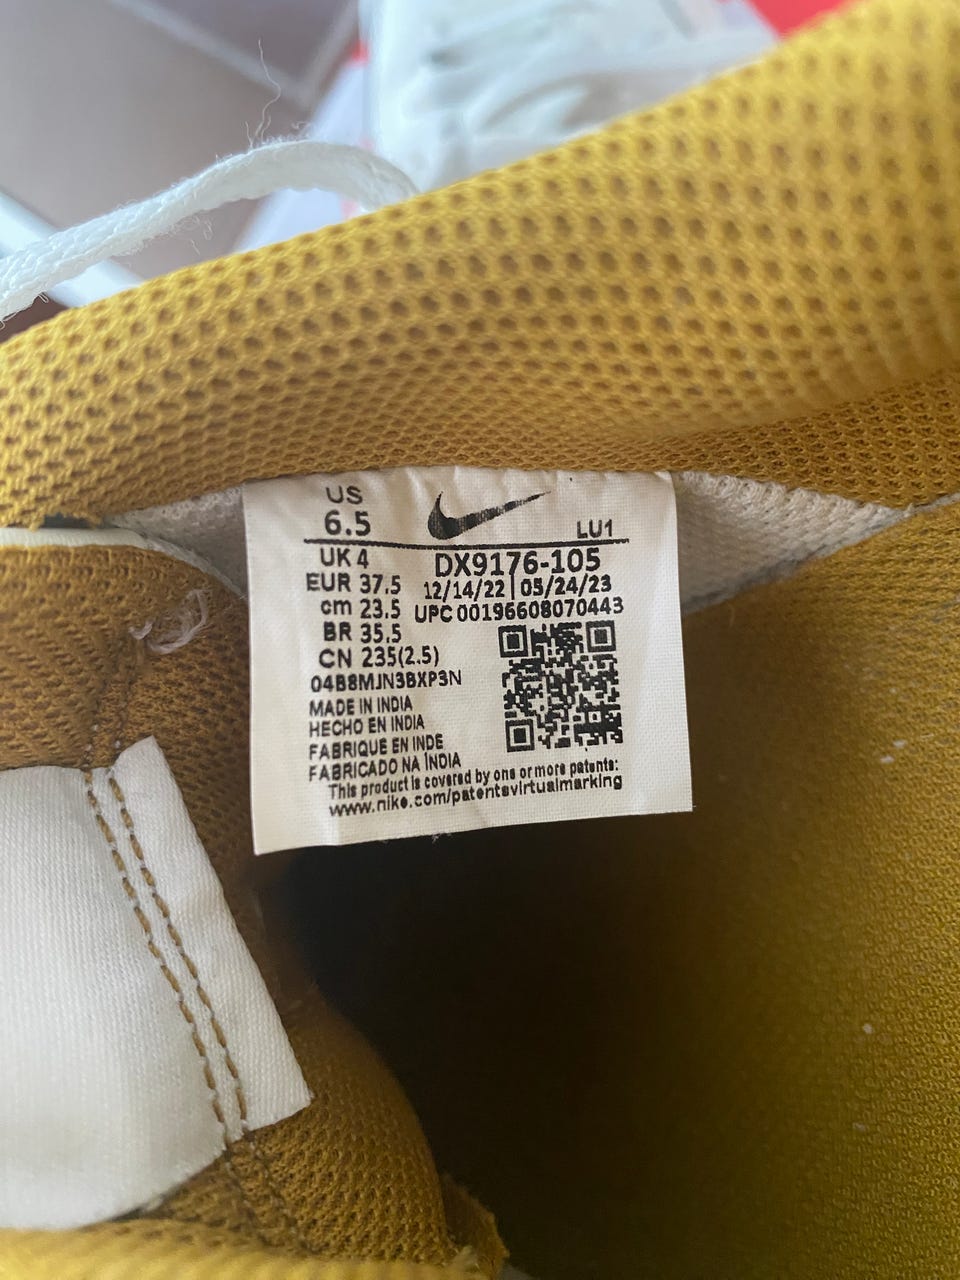 US
6.5
LU1
UK 4
DX9176-105
EUR 37.5
12/14/22 | 05/24/23
cm 23.5
UPC 00196608070443
BR 35.5
CN 235(2.5)
04B8MJN3BXP3N
MADE IN INDIA
HECHO EN INDIA
FABRIQUE EN INDE
FABRICADO NA ÍNDIA
This product is covered by one or more patents:
www.nike.com/patentsvirtualmarking